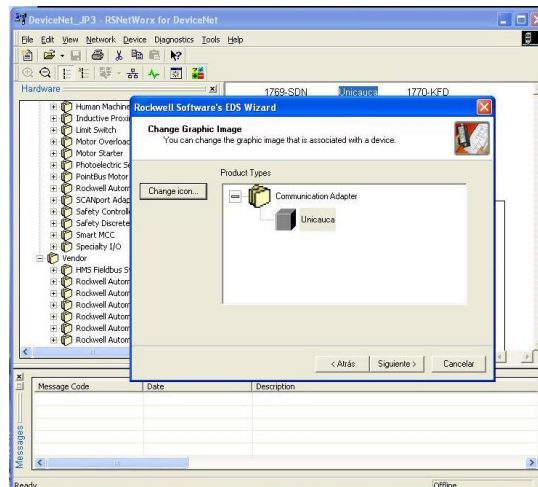 DeviceNet_JP3 - RSNetWorx for DeviceNet
File Edit View Network Device Diagnostics Tools Help
Hardware
1769-SDN Unicauca 1770-KFD
Human Machine
Inductive Proxi
Limit Switch
Motor Overload
Motor Starter
Photoelectric Se
PointBus Motor
Rockwell Autom
SCANport Adap
Safety Controll
Safety Discrete
Smart MCC
Specialty I/O
Vendor
HMS Fieldbus Sy
Rockwell Autom
Rockwell Autom
Rockwell Autom
Rockwell Autom
Rockwell Autom
Rockwell Software's EDS Wizard
Change Graphic Image
You can change the graphic image that is associated with a device.
Product Types
Change icon...
Communication Adapter
Unicauca
< Atrás Siguiente > Cancelar
Message Code Date Description
Messages
Ready Offline